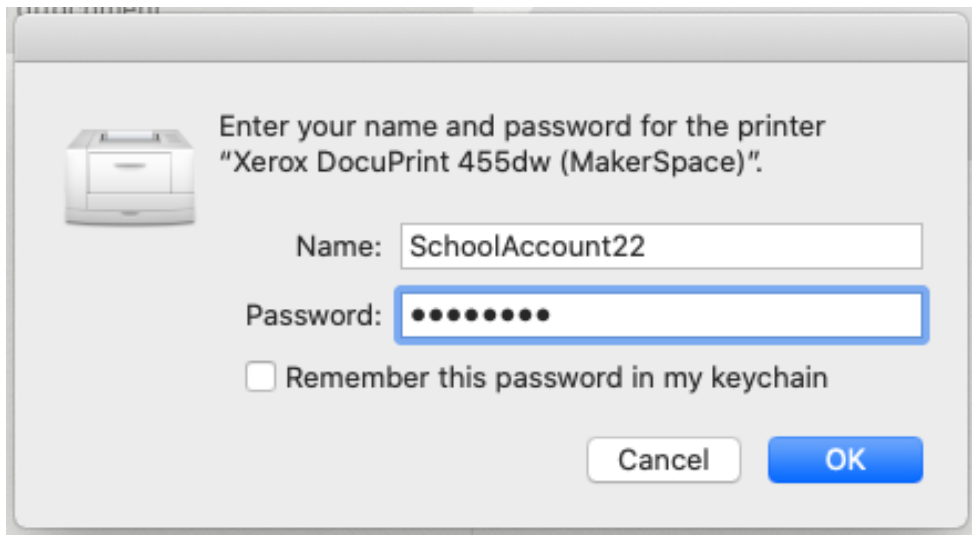 Enter your name and password for the printer
“Xerox DocuPrint 455dw (MakerSpace)”.
Name: SchoolAccount22
Password: ••••••••
Remember this password in my keychain
Cancel OK